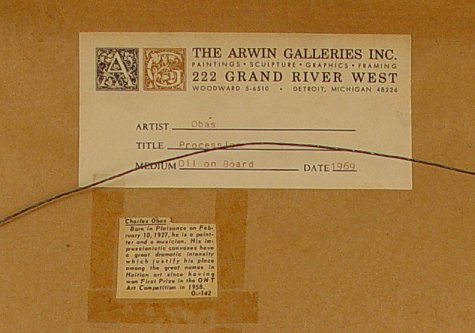 A G THE ARWIN GALLERIES INC.
PAINTINGS • SCULPTURE • GRAPHICS • FRAMING
222 GRAND RIVER WEST
WOODWARD 5-6510 • DETROIT, MICHIGAN 48226
ARTIST Obas
TITLE Procession
MEDIUM Oil on Board DATE 1969
Charles Obas
Born in Plaisance on Feb-
ruary 10, 1927, he is a paint-
ter and a musician. His im-
pressionistic canvases have
a great dramatic intensity
which justify his place
among the great names in
Haitian art since having
won First Prize in the ONT
Art Competition in 1958.
O.-142